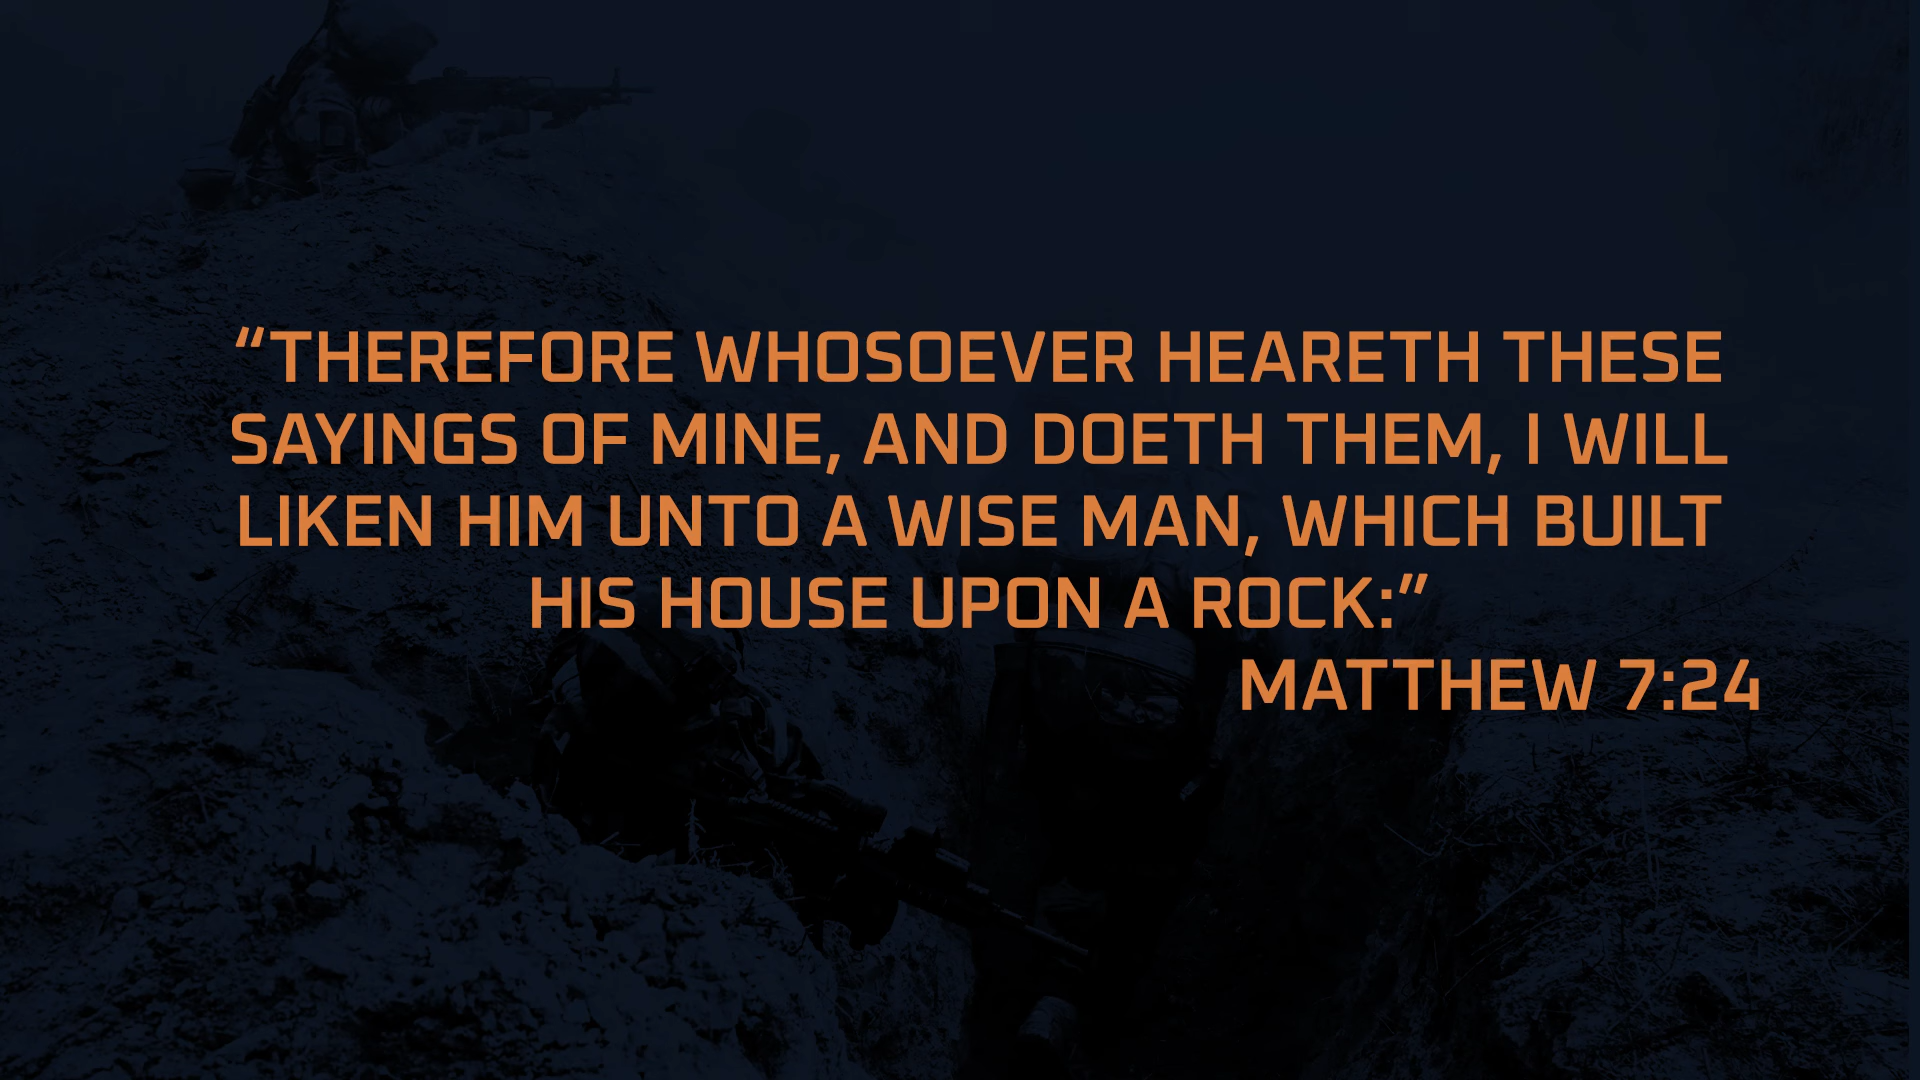 “THEREFORE WHOSOEVER HEARETH THESE
SAYINGS OF MINE, AND DOETH THEM, I WILL
LIKEN HIM UNTO A WISE MAN, WHICH BUILT
HIS HOUSE UPON A ROCK:”
MATTHEW 7:24